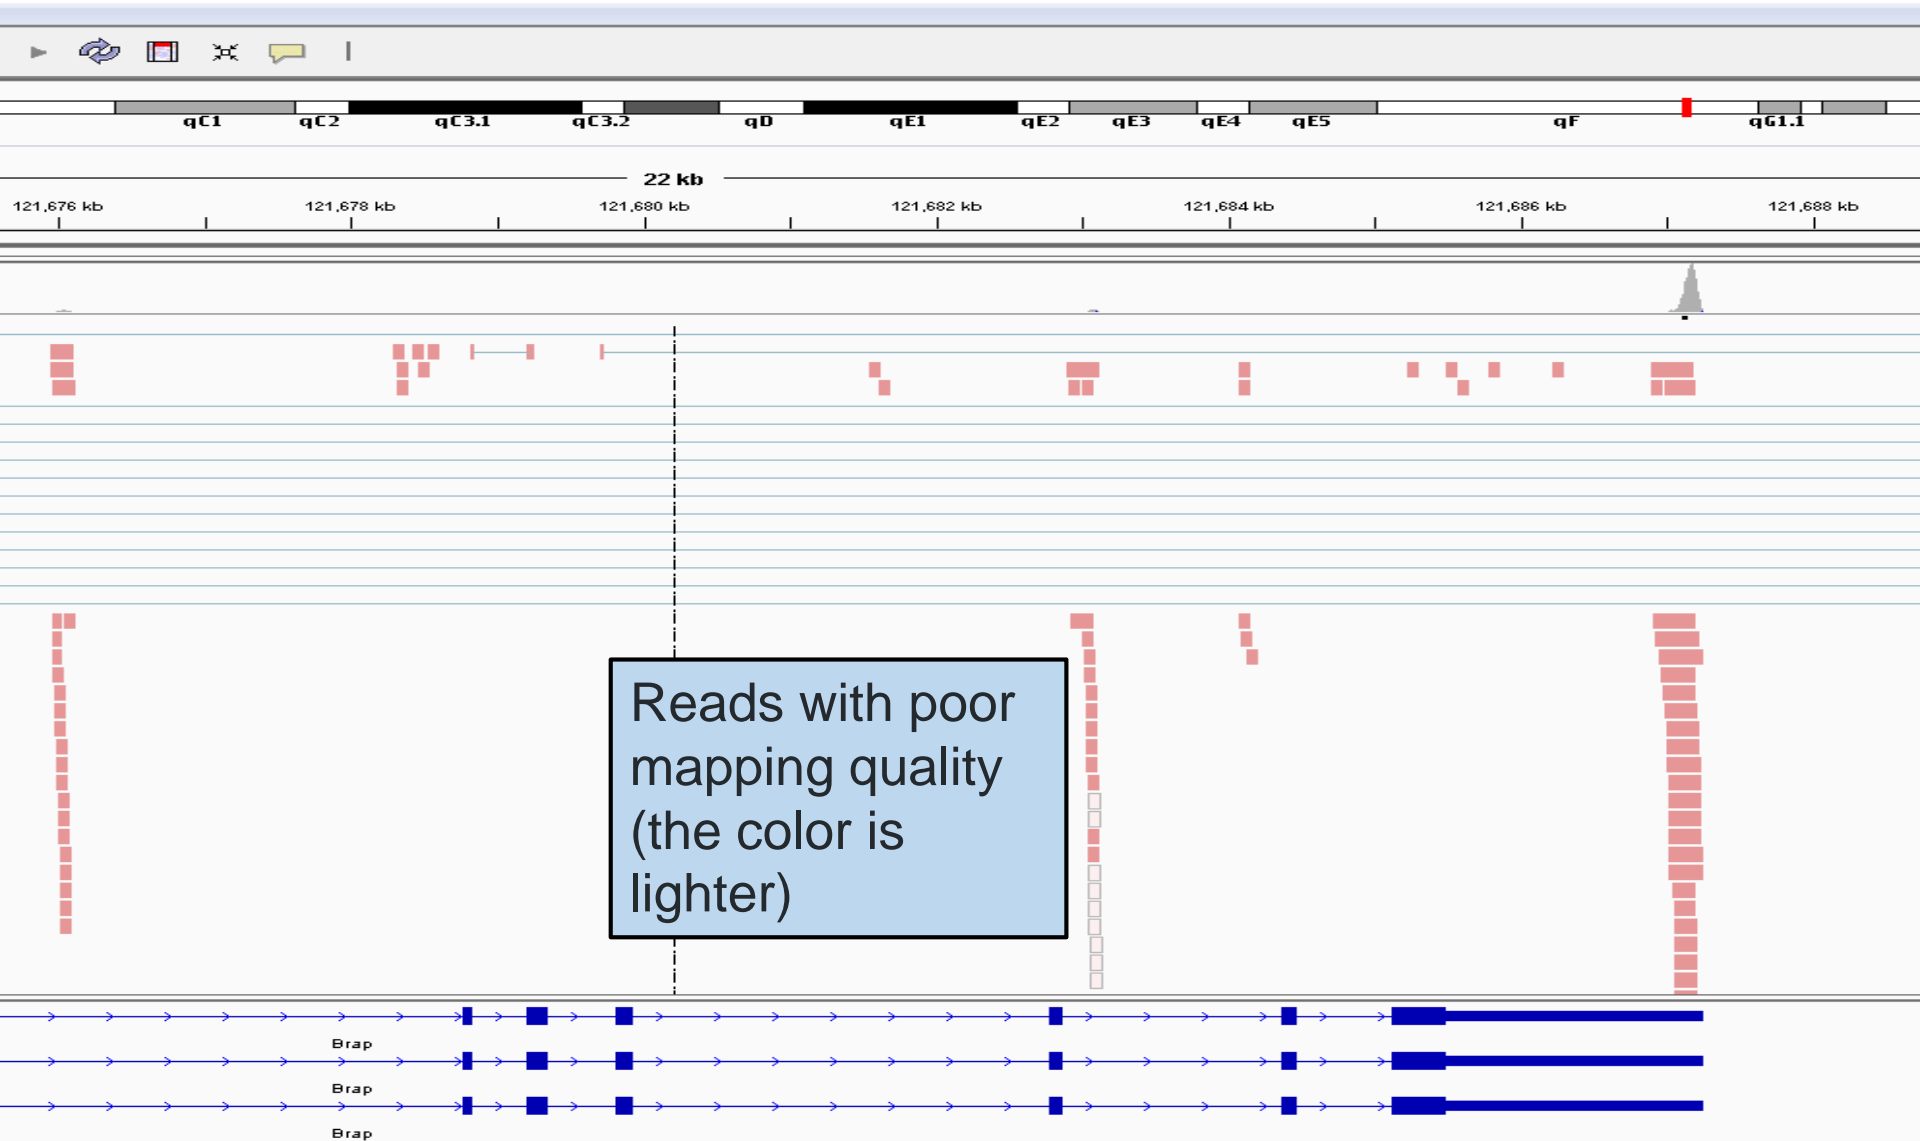 qC1 qC2 qC3.1 qC3.2 qD qE1 qE2 qE3 qE4 qE5 qF qG1.1
22 kb
121,676 kb 121,678 kb 121,680 kb 121,682 kb 121,684 kb 121,686 kb 121,688 kb
Reads with poor
mapping quality
(the color is
lighter)
Brap
Brap
Brap